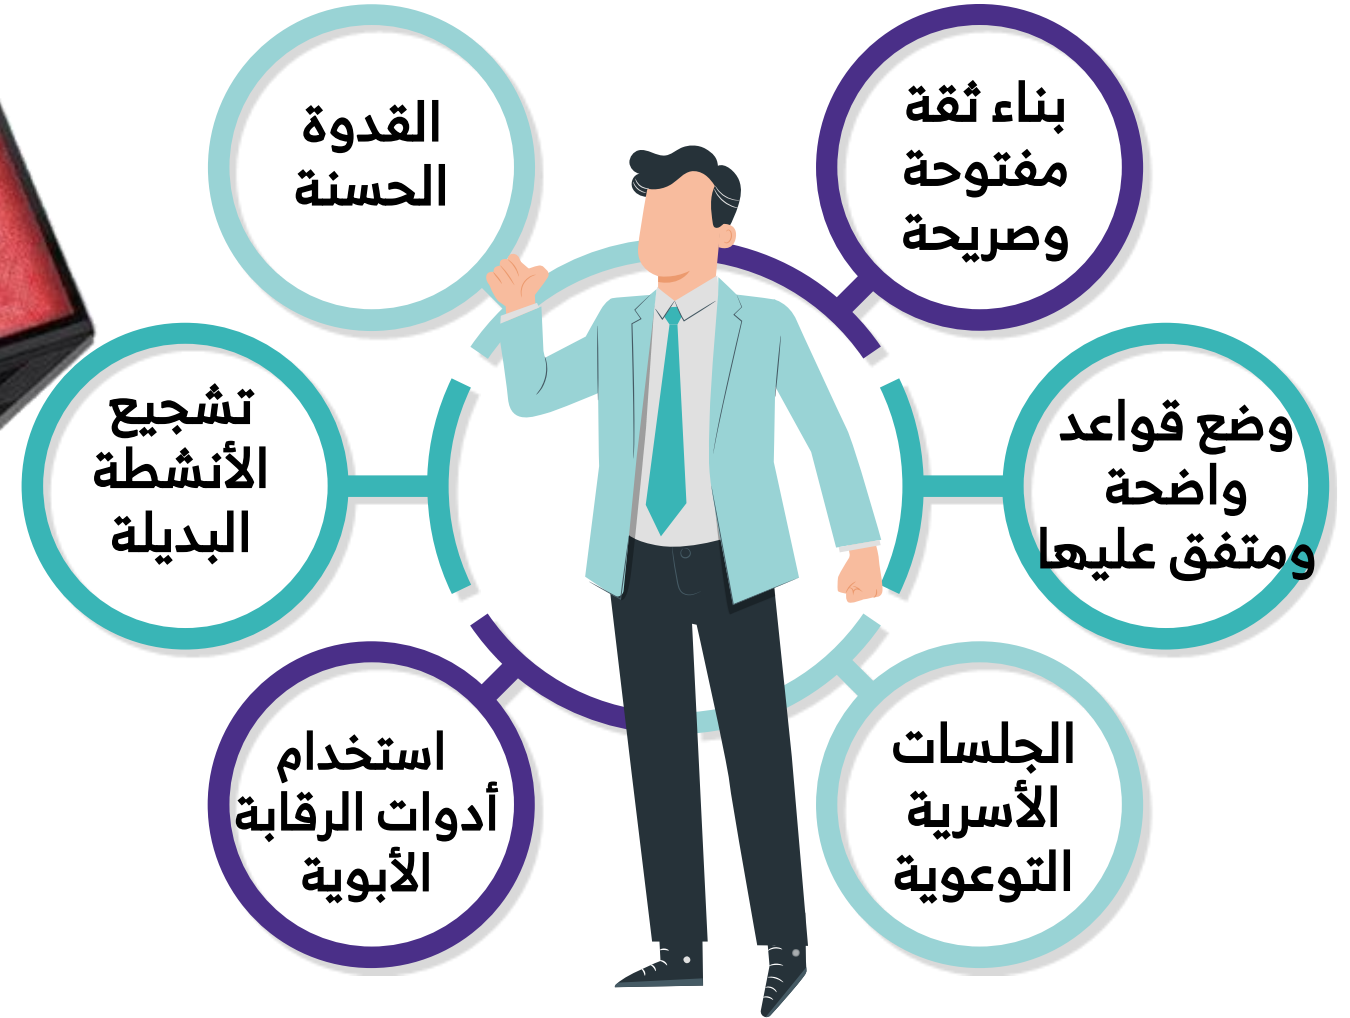 بناء ثقة
مفتوحة
وصريحة
وضع قواعد
واضحة
ومتفق عليها
الجلسات
الأسرية
التوعوية
القدوة
الحسنة
تشجيع
الأنشطة
البديلة
استخدام
أدوات الرقابة
الأبوية